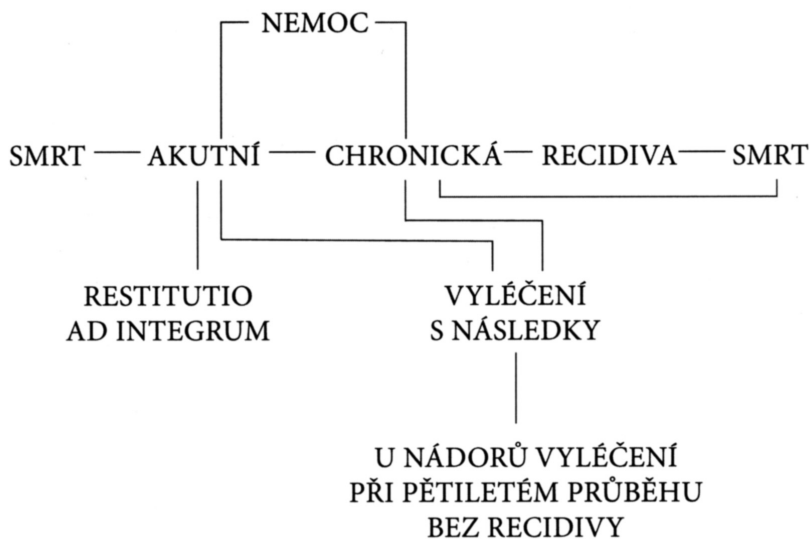 NEMOC
SMRT AKUTNÍ CHRONICKÁ RECIDIVA SMRT
RESTITUTIO
AD INTEGRUM
VYLÉČENÍ
S NÁSLEDKY
U NÁDORŮ VYLÉČENÍ
PŘI PĚTILETÉM PRŮBĚHU
BEZ RECIDIVY